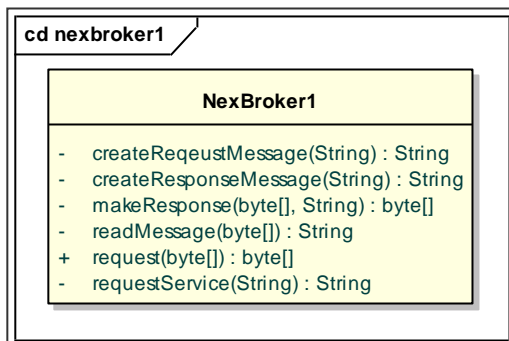 cd nexbroker1
NexBroker1
- createReqeustMessage(String) : String
- createResponseMessage(String) : String
- makeResponse(byte[], String) : byte[]
- readMessage(byte[]) : String
+ request(byte[]) : byte[]
- requestService(String) : String